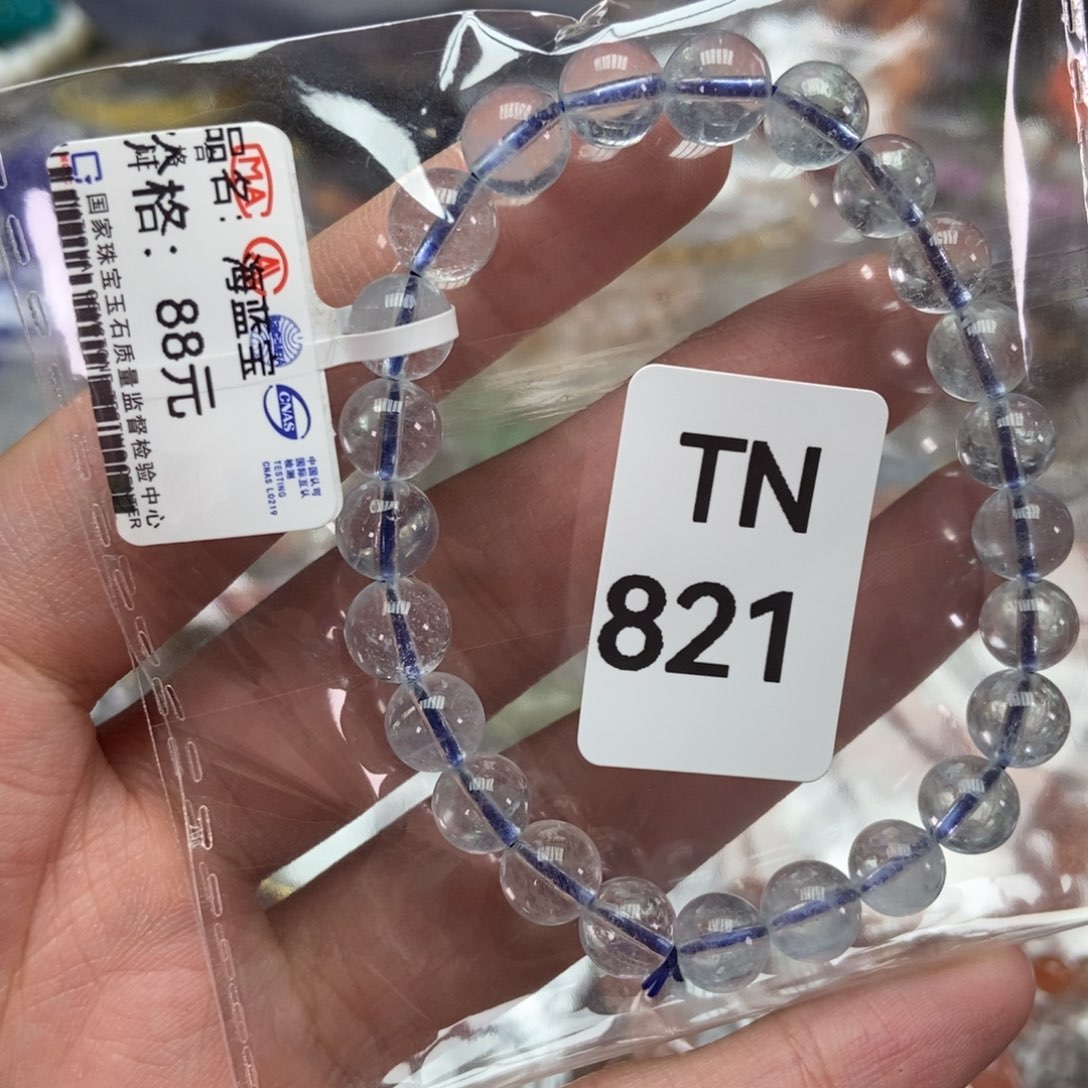 品名: 海蓝宝
价格: 88元
MA
CNAS
中国认可
国际互认
检测
TESTING
CNAS L0219
国家珠宝玉石质量监督检验中心
TN
821